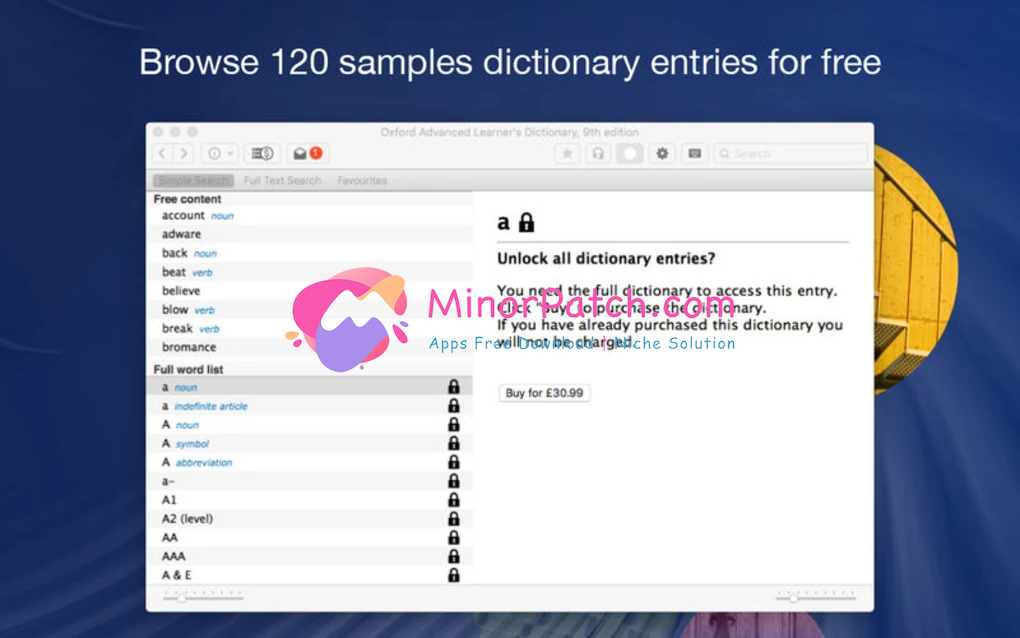 Browse 120 samples dictionary entries for free
Oxford Advanced Learner's Dictionary, 9th edition
1
Search
Simple Search Full Text Search Favourites
Free content
account noun
adware
back noun
beat verb
believe
blow verb
break verb
bromance
Full word list
a noun
a indefinite article
A noun
A symbol
A abbreviation
a-
A1
A2 (level)
AA
AAA
A & E
a
Unlock all dictionary entries?
You need the full dictionary to access this entry.
Click "Buy" to purchase the dictionary.
If you have already purchased this dictionary you
will not be charged.
Buy for £30.99
MinorPatch.com
Apps Free Download | Niche Solution